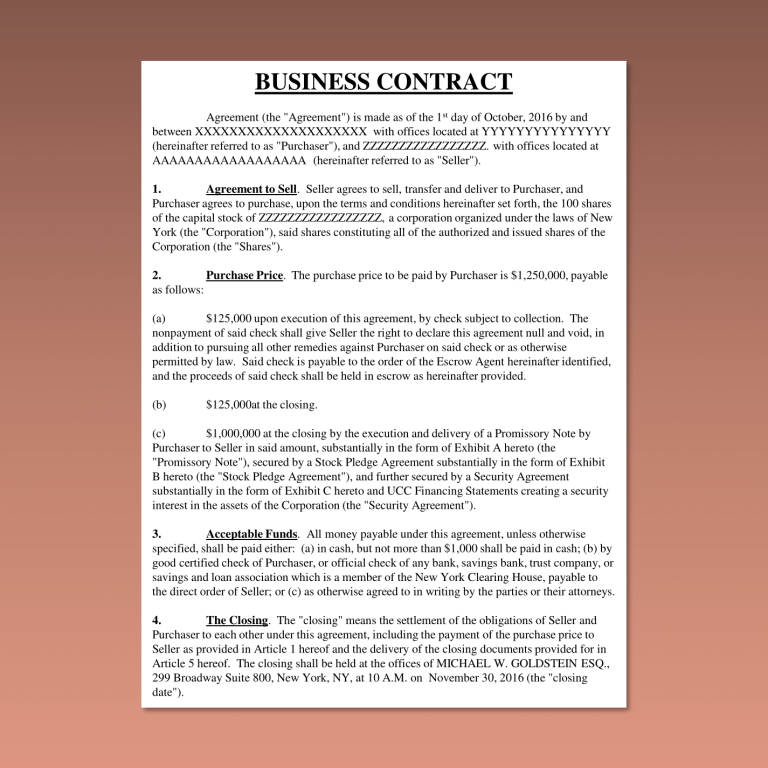 BUSINESS CONTRACT
Agreement (the "Agreement") is made as of the 1st day of October, 2016 by and
between XXXXXXXXXXXXXXXXXXXX with offices located at YYYYYYYYYYYYYYY
(hereinafter referred to as "Purchaser"), and ZZZZZZZZZZZZZZZZZ. with offices located at
AAAAAAAAAAAAAAAAAA (hereinafter referred to as "Seller").
1. Agreement to Sell. Seller agrees to sell, transfer and deliver to Purchaser, and
Purchaser agrees to purchase, upon the terms and conditions hereinafter set forth, the 100 shares
of the capital stock of ZZZZZZZZZZZZZZZZZ, a corporation organized under the laws of New
York (the "Corporation"), said shares constituting all of the authorized and issued shares of the
Corporation (the "Shares").
2. Purchase Price. The purchase price to be paid by Purchaser is $1,250,000, payable
as follows:
(a) $125,000 upon execution of this agreement, by check subject to collection. The
nonpayment of said check shall give Seller the right to declare this agreement null and void, in
addition to pursuing all other remedies against Purchaser on said check or as otherwise
permitted by law. Said check is payable to the order of the Escrow Agent hereinafter identified,
and the proceeds of said check shall be held in escrow as hereinafter provided.
(b) $125,000at the closing.
(c) $1,000,000 at the closing by the execution and delivery of a Promissory Note by
Purchaser to Seller in said amount, substantially in the form of Exhibit A hereto (the
"Promissory Note"), secured by a Stock Pledge Agreement substantially in the form of Exhibit
B hereto (the "Stock Pledge Agreement"), and further secured by a Security Agreement
substantially in the form of Exhibit C hereto and UCC Financing Statements creating a security
interest in the assets of the Corporation (the "Security Agreement").
3. Acceptable Funds. All money payable under this agreement, unless otherwise
specified, shall be paid either: (a) in cash, but not more than $1,000 shall be paid in cash; (b) by
good certified check of Purchaser, or official check of any bank, savings bank, trust company, or
savings and loan association which is a member of the New York Clearing House, payable to
the direct order of Seller; or (c) as otherwise agreed to in writing by the parties or their attorneys.
4. The Closing. The "closing" means the settlement of the obligations of Seller and
Purchaser to each other under this agreement, including the payment of the purchase price to
Seller as provided in Article 1 hereof and the delivery of the closing documents provided for in
Article 5 hereof. The closing shall be held at the offices of MICHAEL W. GOLDSTEIN ESQ.,
299 Broadway Suite 800, New York, NY, at 10 A.M. on November 30, 2016 (the "closing
date").